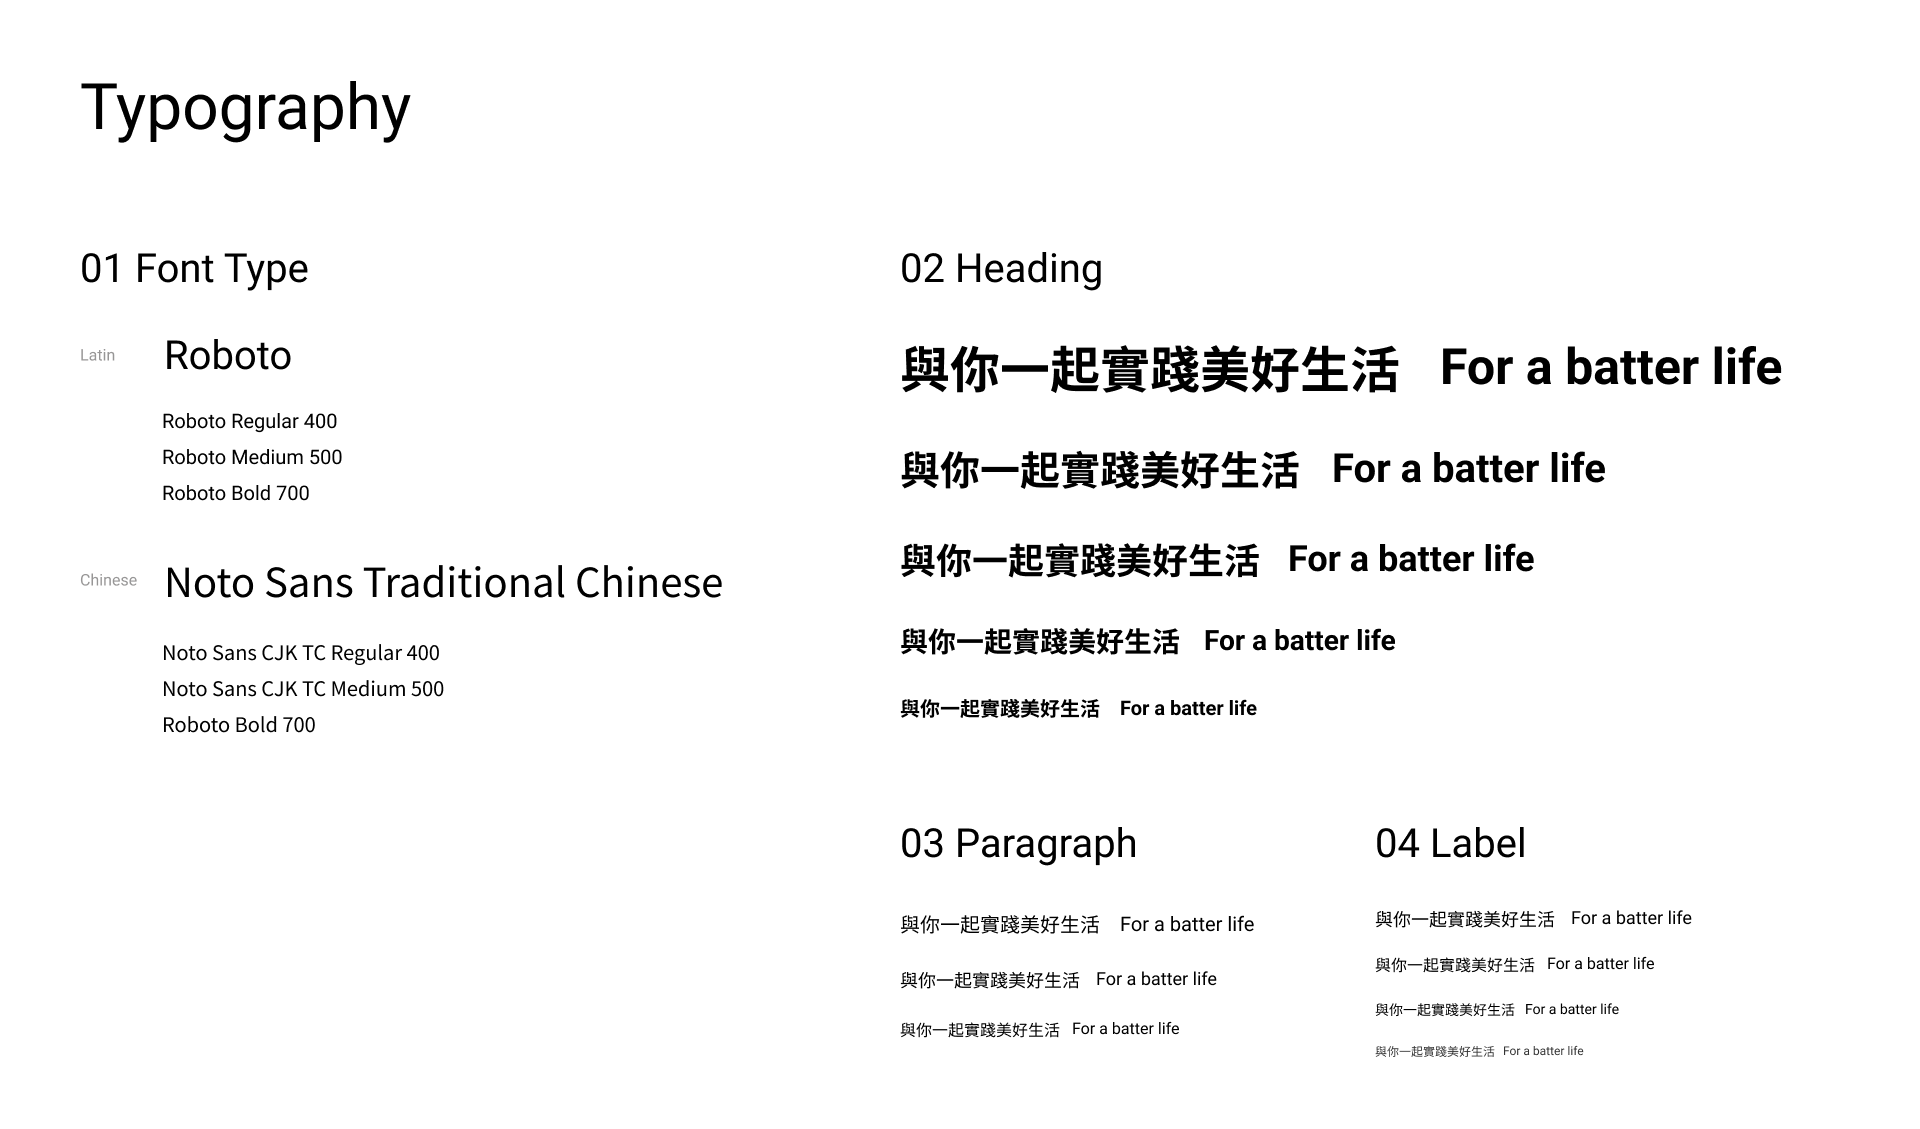 Typography
01 Font Type
Latin Roboto
Roboto Regular 400
Roboto Medium 500
Roboto Bold 700
Chinese Noto Sans Traditional Chinese
Noto Sans CJK TC Regular 400
Noto Sans CJK TC Medium 500
Roboto Bold 700
02 Heading
與你一起實踐美好生活 For a batter life
與你一起實踐美好生活 For a batter life
與你一起實踐美好生活 For a batter life
與你一起實踐美好生活 For a batter life
與你一起實踐美好生活 For a batter life
03 Paragraph
與你一起實踐美好生活 For a batter life
與你一起實踐美好生活 For a batter life
與你一起實踐美好生活 For a batter life
04 Label
與你一起實踐美好生活 For a batter life
與你一起實踐美好生活 For a batter life
與你一起實踐美好生活 For a batter life
與你一起實踐美好生活 For a batter life